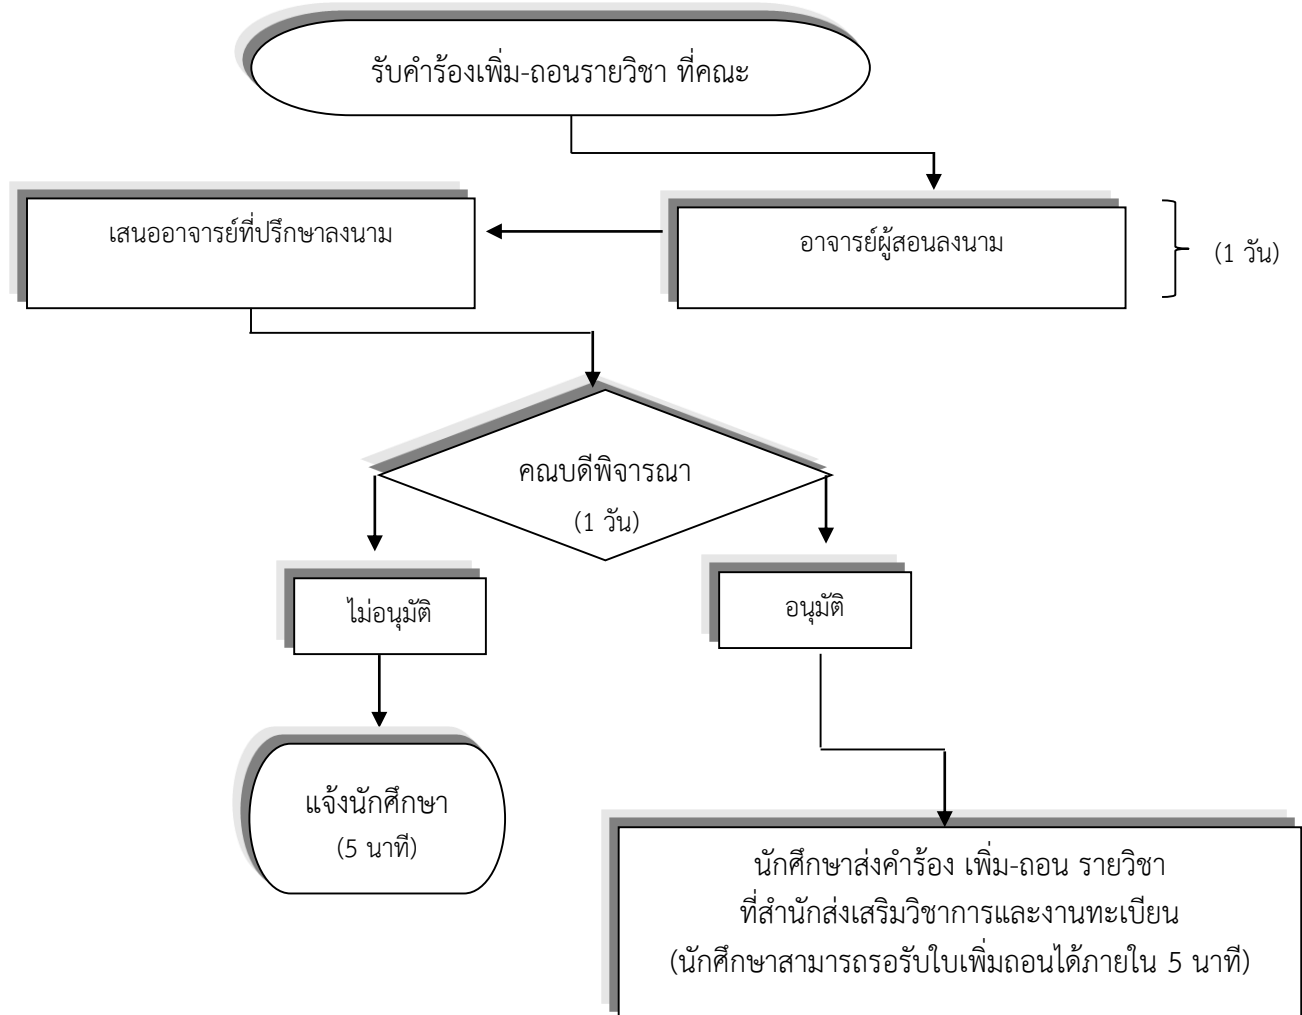 รับคำร้องเพิ่ม-ถอนรายวิชา ที่คณะ
เสนออาจารย์ที่ปรึกษาลงนาม
อาจารย์ผู้สอนลงนาม
(1 วัน)
คณบดีพิจารณา
(1 วัน)
ไม่อนุมัติ
อนุมัติ
แจ้งนักศึกษา
(5 นาที)
นักศึกษาส่งคำร้อง เพิ่ม-ถอน รายวิชา
ที่สำนักส่งเสริมวิชาการและงานทะเบียน
(นักศึกษาสามารถรอรับใบเพิ่มถอนได้ภายใน 5 นาที)